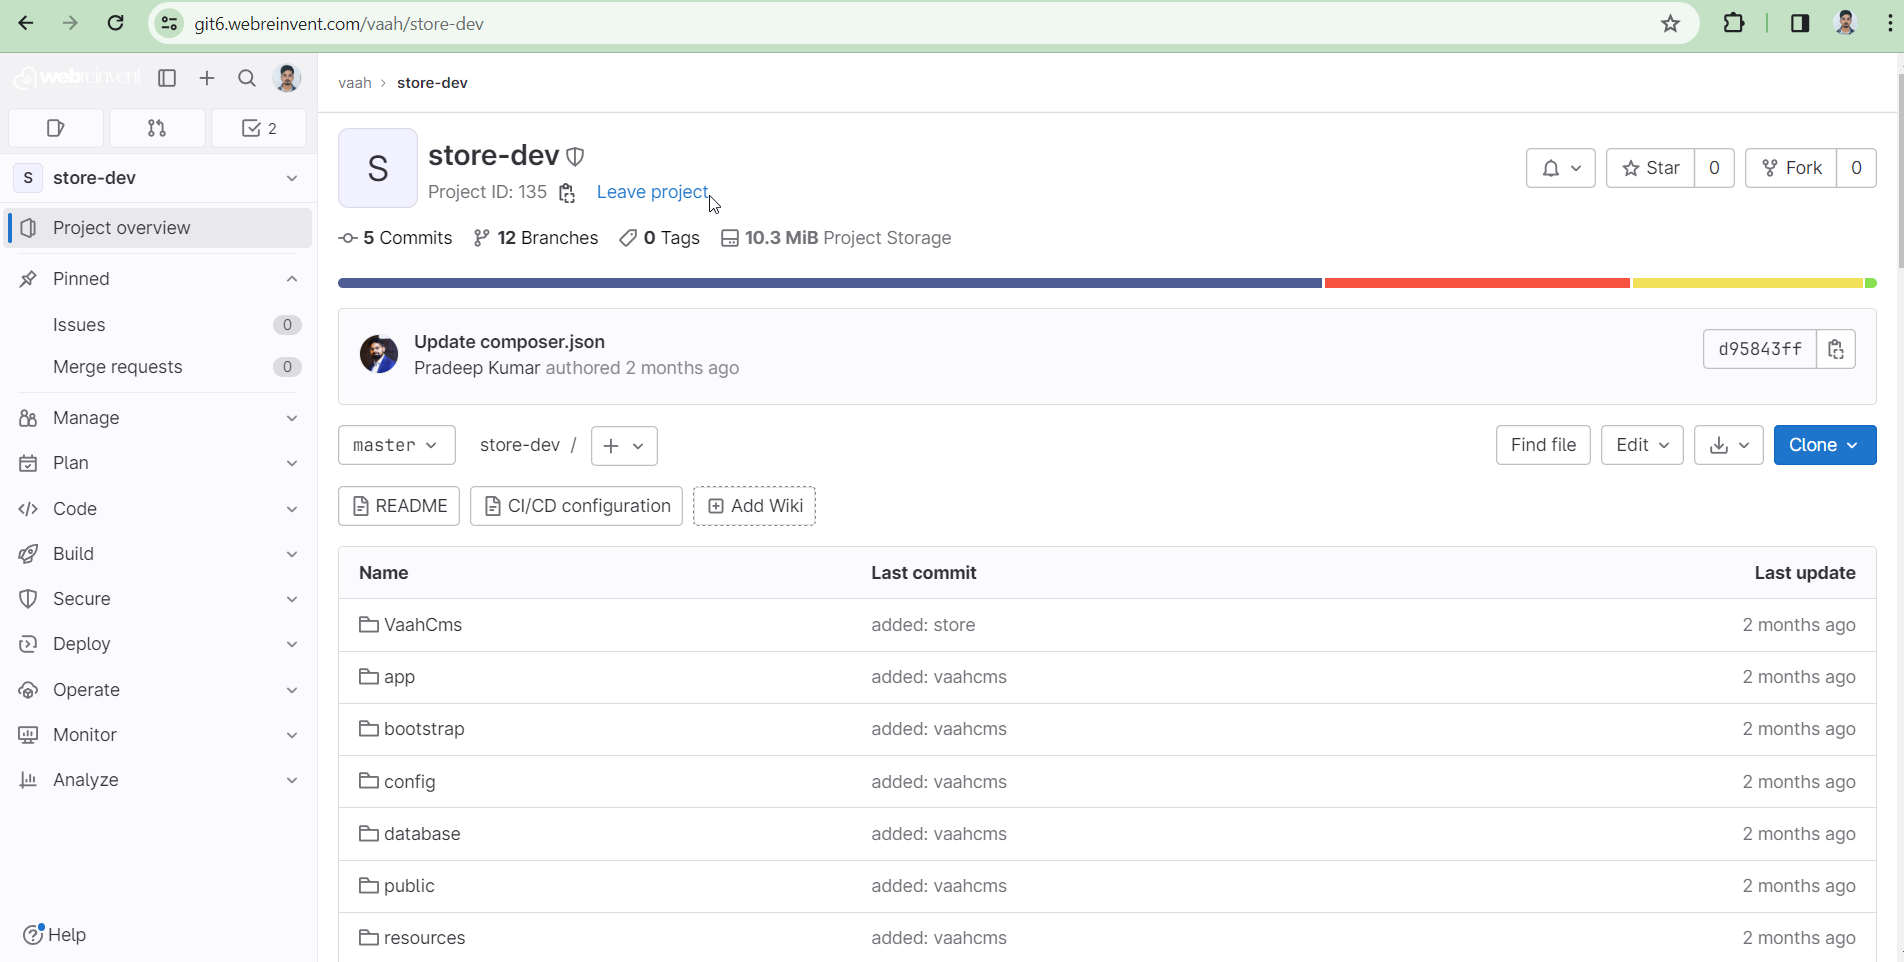 git6.webreinvent.com/vaah/store-dev
webreinvent
2
S store-dev
Project overview
Pinned
Issues 0
Merge requests 0
Manage
Plan
Code
Build
Secure
Deploy
Operate
Monitor
Analyze
Help
vaah › store-dev
S
store-dev
Project ID: 135 Leave project
Star 0 Fork 0
5 Commits 12 Branches 0 Tags 10.3 MiB Project Storage
Update composer.json
Pradeep Kumar authored 2 months ago
d95843ff
master store-dev / +
Find file Edit Clone
README CI/CD configuration Add Wiki
Name Last commit Last update
VaahCms added: store 2 months ago
app added: vaahcms 2 months ago
bootstrap added: vaahcms 2 months ago
config added: vaahcms 2 months ago
database added: vaahcms 2 months ago
public added: vaahcms 2 months ago
resources added: vaahcms 2 months ago